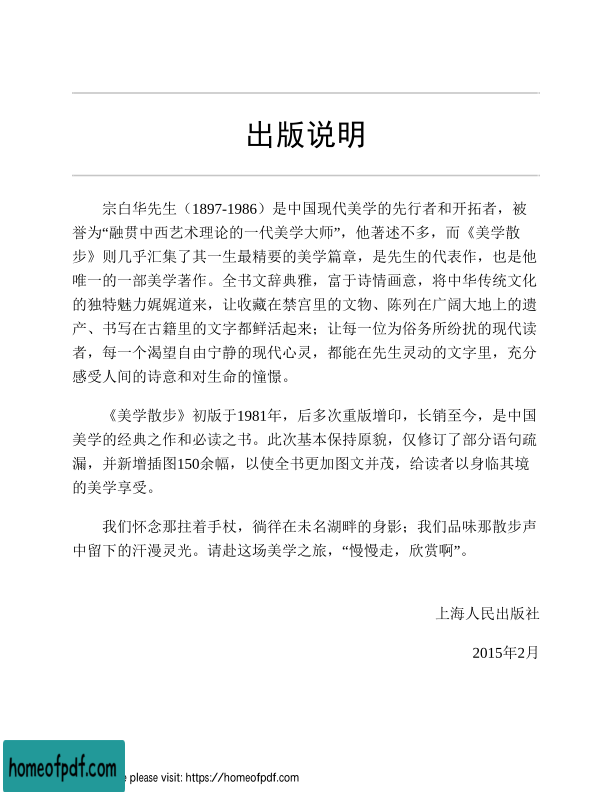 出版说明
宗白华先生（1897-1986）是中国现代美学的先行者和开拓者，被
誉为“融贯中西艺术理论的一代美学大师”，他著述不多，而《美学散
步》则几乎汇集了其一生最精要的美学篇章，是先生的代表作，也是他
唯一的一部美学著作。全书文辞典雅，富于诗情画意，将中华传统文化
的独特魅力娓娓道来，让收藏在禁宫里的文物、陈列在广阔大地上的遗
产、书写在古籍里的文字都鲜活起来；让每一位为俗务所纷扰的现代读
者，每一个渴望自由宁静的现代心灵，都能在先生灵动的文字里，充分
感受人间的诗意和对生命的憧憬。
《美学散步》初版于1981年，后多次重版增印，长销至今，是中国
美学的经典之作和必读之书。此次基本保持原貌，仅修订了部分语句疏
漏，并新增插图150余幅，以使全书更加图文并茂，给读者以身临其境
的美学享受。
我们怀念那拄着手杖，徜徉在未名湖畔的身影；我们品味那散步声
中留下的汗漫灵光。请赴这场美学之旅，“慢慢走，欣赏啊”。
上海人民出版社
2015年2月
homeofpdf.com
please visit: https://homeofpdf.com